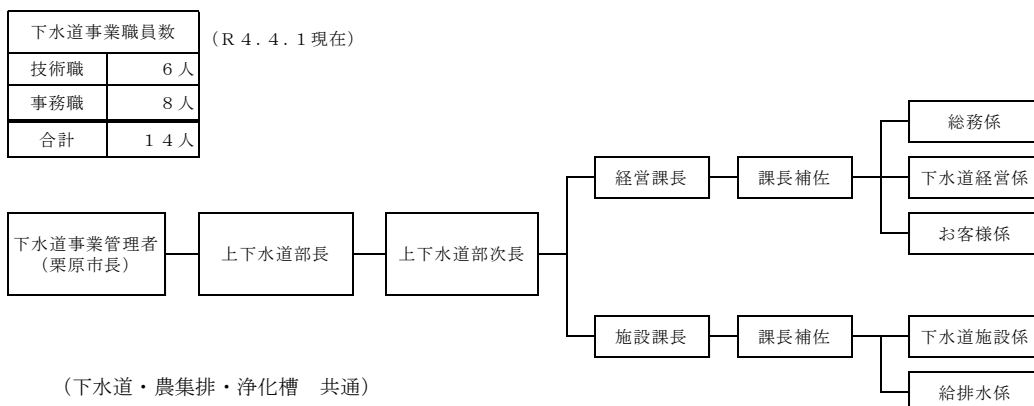 下水道事業職員数
(R4.4.1現在)
技術職 6人
事務職 8人
合計 14人
下水道事業管理者
(栗原市長)
上下水道部長
上下水道部次長
経営課長
課長補佐
総務係
下水道経営係
お客様係
施設課長
課長補佐
下水道施設係
給排水係
(下水道・農集排・浄化槽 共通)